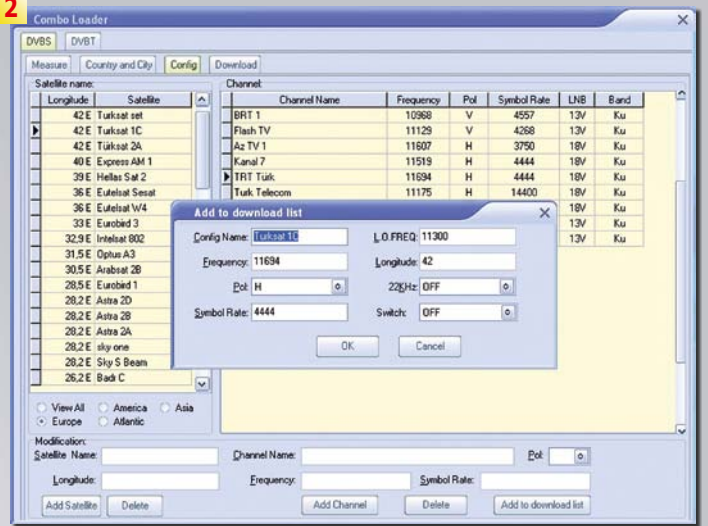 2
Combo Loader
DVBS DVBT
Measure Country and City Config Download
Satellite name:
Longitude Satellite
42 E Turksat set
42 E Turksat 1C
42 E Türksat 2A
40 E Express AM 1
39 E Hellas Sat 2
36 E Eutelsat Sesat
36 E Eutelsat W4
33 E Eurobird 3
32,9 E Intelsat 802
31,5 E Optus A3
30,5 E Arabsat 2B
28,5 E Eurobird 1
28,2 E Astra 2D
28,2 E Astra 2B
28,2 E Astra 2A
28,2 E sky one
28,2 E Sky S Beam
26,2 E Badr C
View All America Asia
Europe Atlantic
Channel:
Channel Name Frequency Pol Symbol Rate LNB Band
BRT 1 10968 V 4557 13V Ku
Flash TV 11129 V 4268 13V Ku
Az TV 1 11607 H 3750 18V Ku
Kanal 7 11519 H 4444 18V Ku
TRT Türk 11694 H 4444 18V Ku
Turk Telecom 11175 H 14400 18V Ku
18V Ku
13V Ku
13V Ku
Add to download list
Config Name: Turksat 1C L.O.FREQ: 11300
Frequency: 11694 Longitude: 42
Pol: H 22KHz: OFF
Symbol Rate: 4444 Switch: OFF
OK Cancel
Modification:
Satellite Name: Channel Name: Pol:
Longitude: Frequency: Symbol Rate:
Add Satellite Delete Add Channel Delete Add to download list